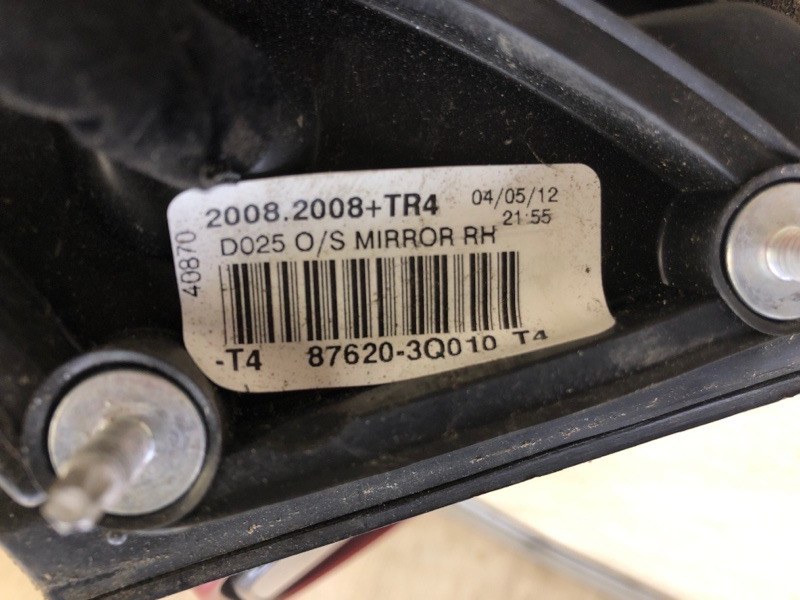 2008.2008+TR4 04/05/12
21:55
D025 O/S MIRROR RH
40870
-T4 87620-3Q010 T4